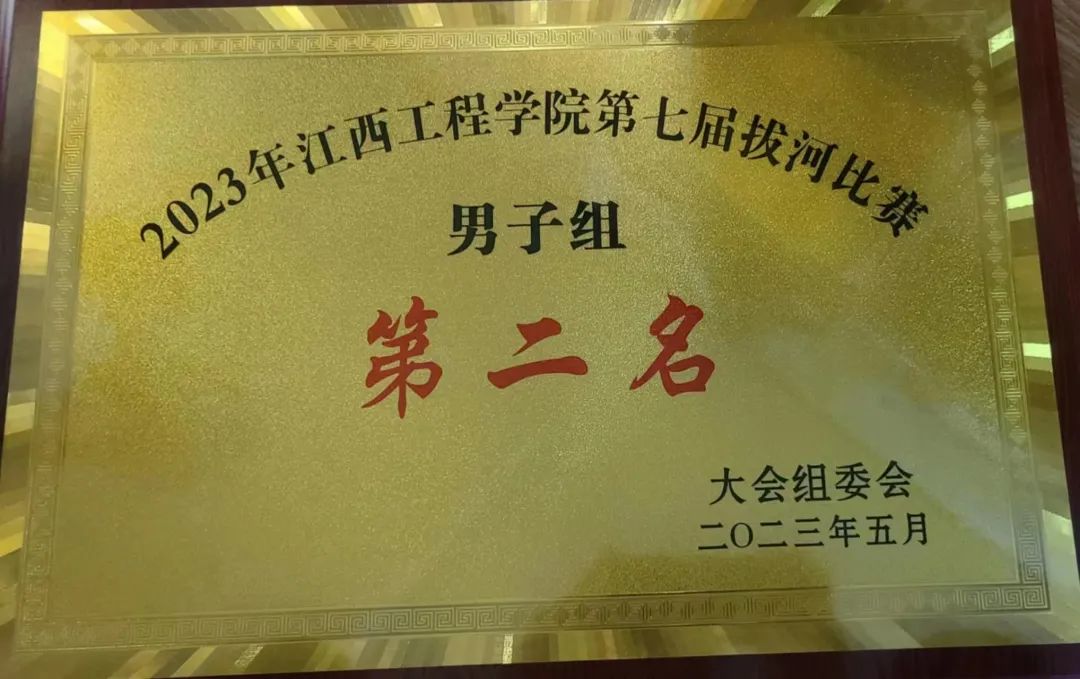 2023年江西工程学院第七届拔河比赛
男子组
第二名
大会组委会
二〇二三年五月